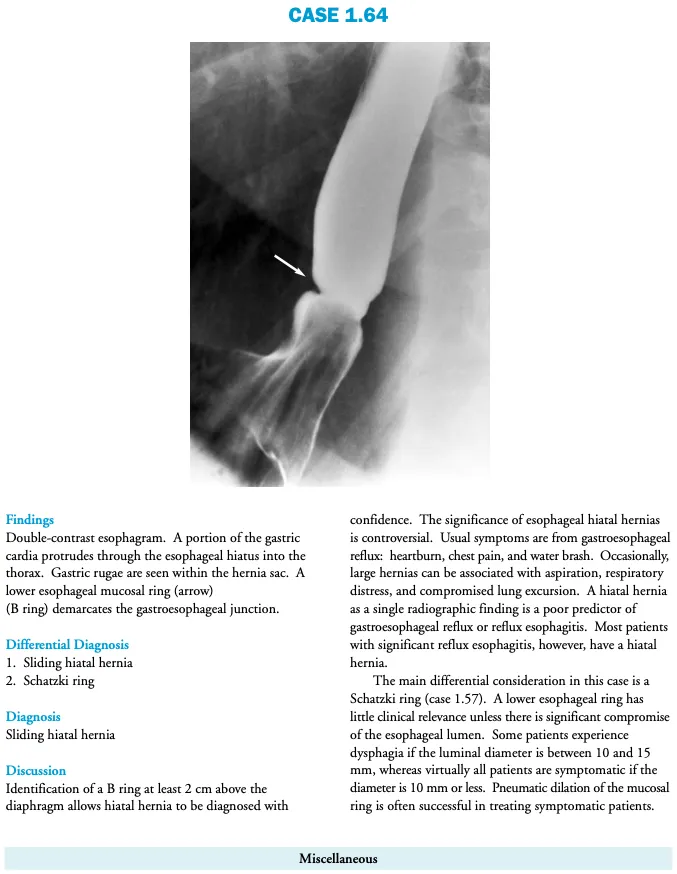 CASE 1.64
Findings
Double-contrast esophagram. A portion of the gastric
cardia protrudes through the esophageal hiatus into the
thorax. Gastric rugae are seen within the hernia sac. A
lower esophageal mucosal ring (arrow)
(B ring) demarcates the gastroesophageal junction.
Differential Diagnosis
1. Sliding hiatal hernia
2. Schatzki ring
Diagnosis
Sliding hiatal hernia
Discussion
Identification of a B ring at least 2 cm above the
diaphragm allows hiatal hernia to be diagnosed with
confidence. The significance of esophageal hiatal hernias
is controversial. Usual symptoms are from gastroesophageal
reflux: heartburn, chest pain, and water brash. Occasionally,
large hernias can be associated with aspiration, respiratory
distress, and compromised lung excursion. A hiatal hernia
as a single radiographic finding is a poor predictor of
gastroesophageal reflux or reflux esophagitis. Most patients
with significant reflux esophagitis, however, have a hiatal
hernia.
The main differential consideration in this case is a
Schatzki ring (case 1.57). A lower esophageal ring has
little clinical relevance unless there is significant compromise
of the esophageal lumen. Some patients experience
dysphagia if the luminal diameter is between 10 and 15
mm, whereas virtually all patients are symptomatic if the
diameter is 10 mm or less. Pneumatic dilation of the mucosal
ring is often successful in treating symptomatic patients.
Miscellaneous